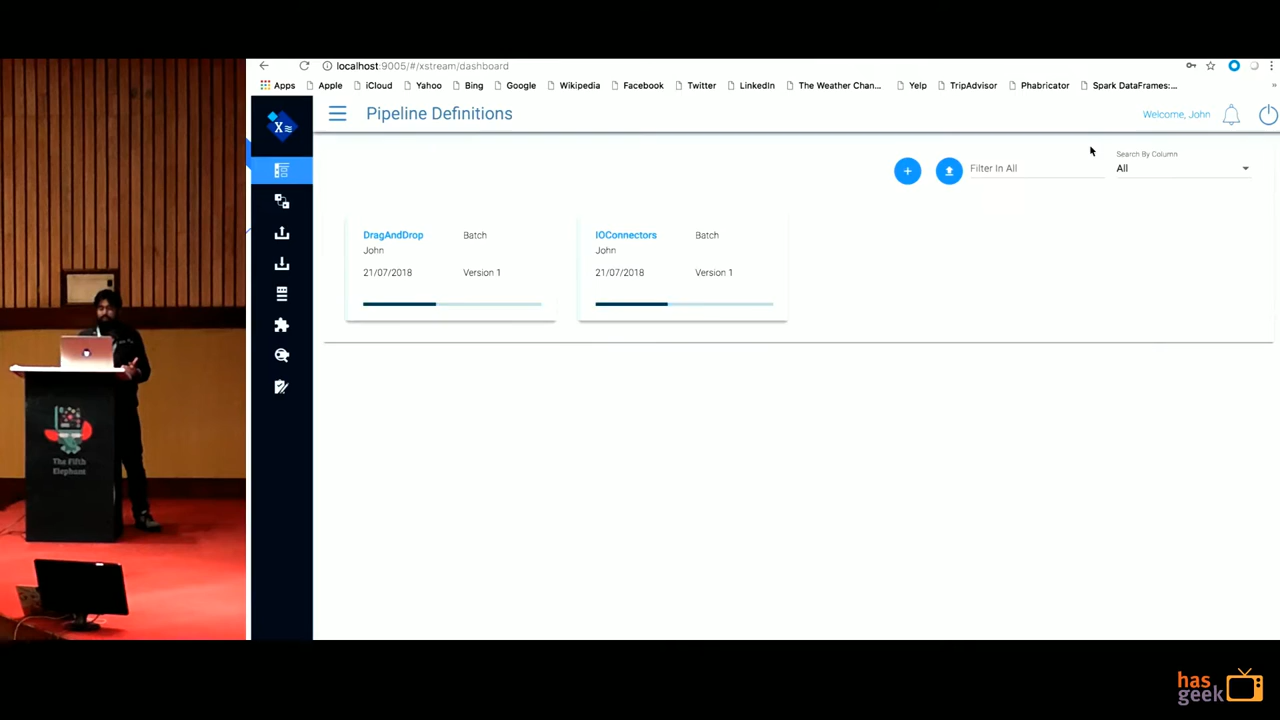 localhost:9005/#/xstream/dashboard
Apps Apple iCloud Yahoo Bing Google Wikipedia Facebook Twitter LinkedIn The Weather Chan... Yelp TripAdvisor Phabricator Spark DataFrames:...
»
X≈
Pipeline Definitions
Welcome, John
+
Filter In All
Search By Column
All
DragAndDrop Batch
John
21/07/2018 Version 1
IOConnectors Batch
John
21/07/2018 Version 1
The Fifth
Elephant
has
geek